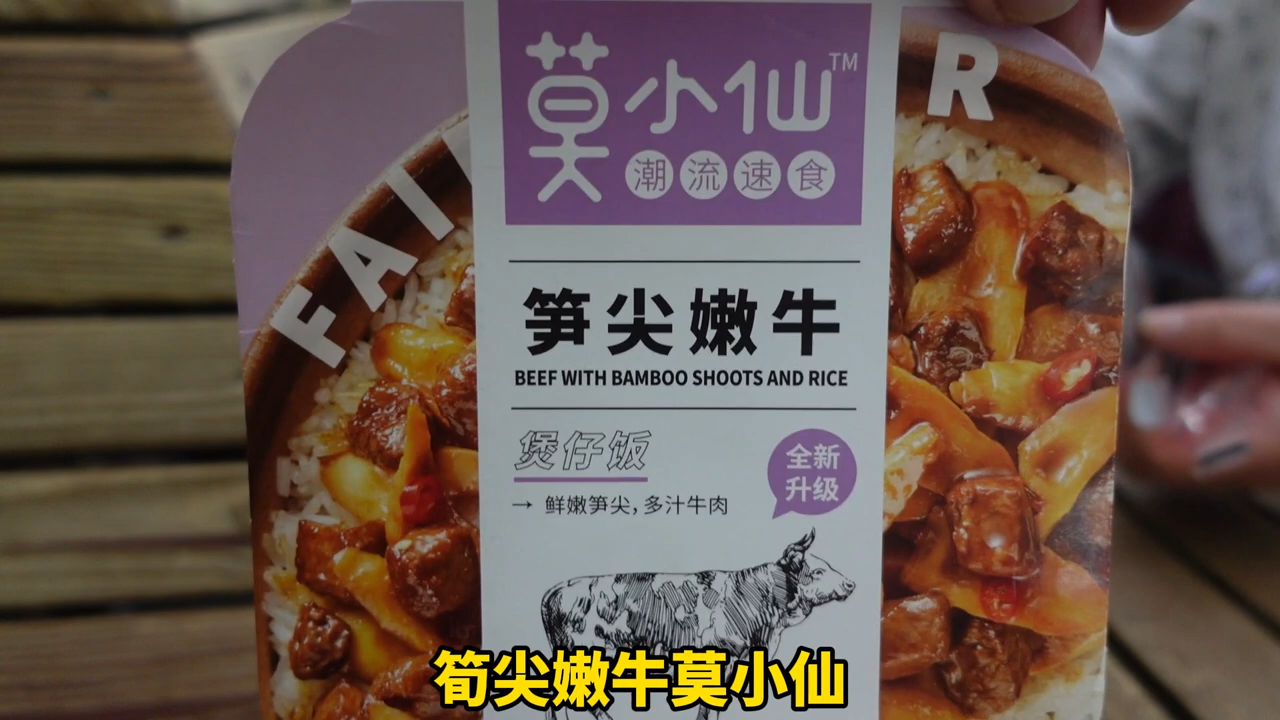 莫小仙™
潮流速食
FAI
R
笋尖嫩牛
BEEF WITH BAMBOO SHOOTS AND RICE
煲仔饭
全新
升级
→ 鲜嫩笋尖,多汁牛肉
筍尖嫩牛莫小仙